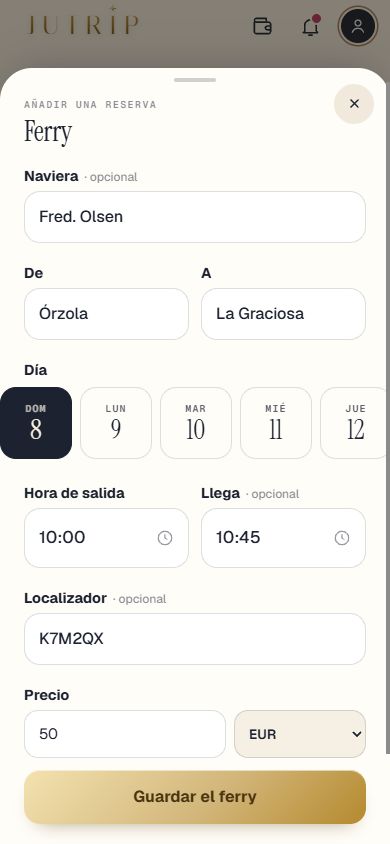 JUTRIP
AÑADIR UNA RESERVA
Ferry
Naviera · opcional
Fred. Olsen
De A
Órzola La Graciosa
Día
DOM LUN MAR MIÉ JUE
8 9 10 11 12
Hora de salida Llega · opcional
10:00 10:45
Localizador · opcional
K7M2QX
Precio
50 EUR
Guardar el ferry